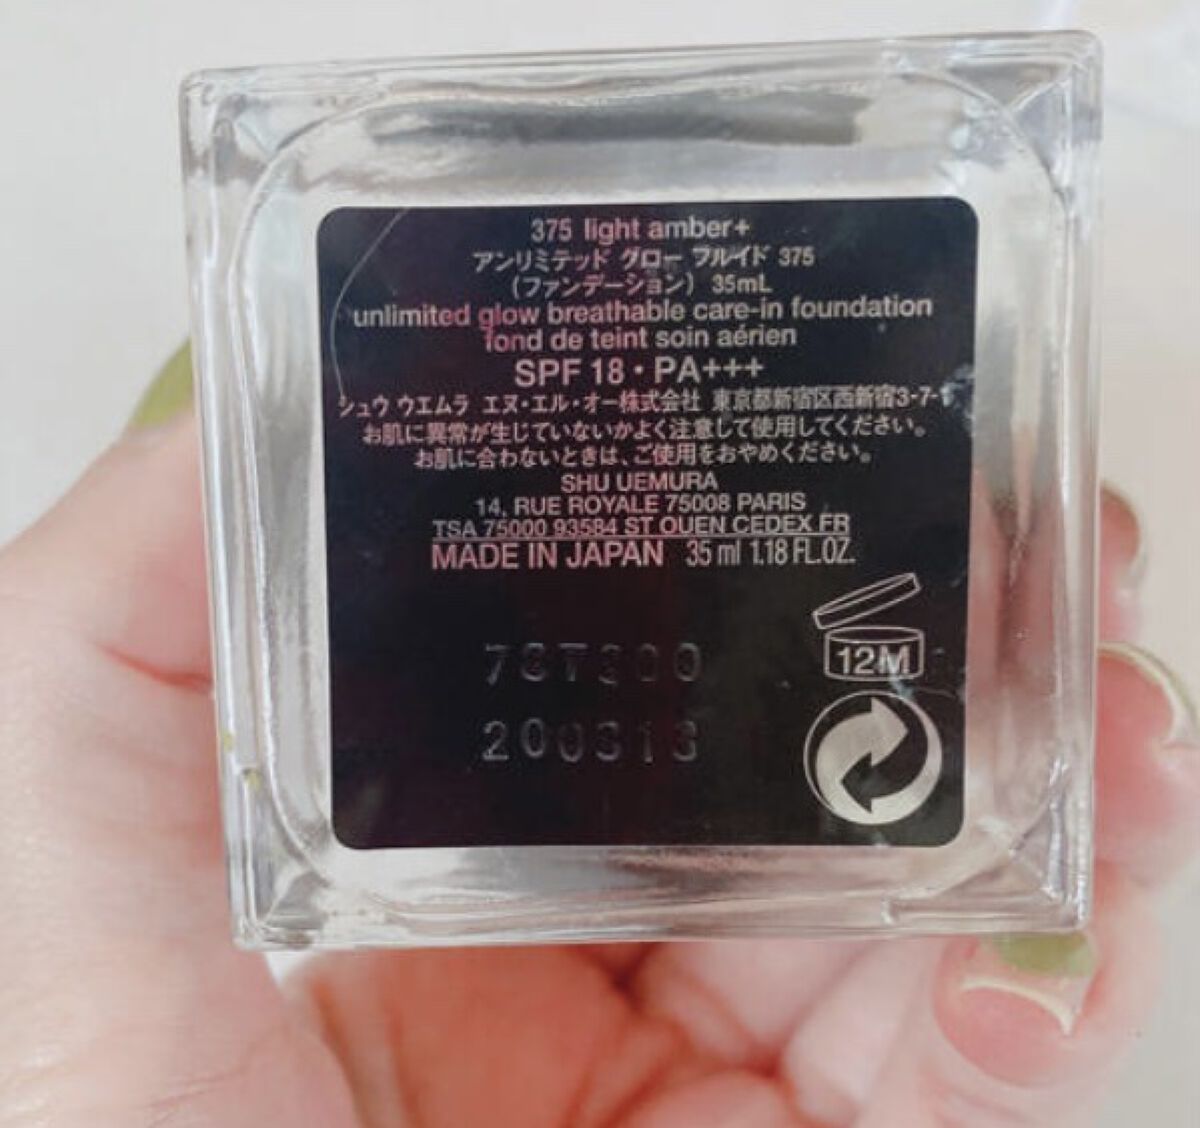 375 light amber+
アンリミテッド グロー フルイド 375
(ファンデーション) 35mL
unlimited glow breathable care-in foundation
fond de teint soin aérien
SPF 18・PA+++
シュウ ウエムラ エヌ・エル・オー株式会社 東京都新宿区西新宿3-7-1
お肌に異常が生じていないかよく注意して使用してください。
お肌に合わないときは、ご使用をおやめください。
SHU UEMURA
14, RUE ROYALE 75008 PARIS
TSA 75000 93584 ST OUEN CEDEX FR
MADE IN JAPAN 35 ml 1.18 FL.OZ.
12M